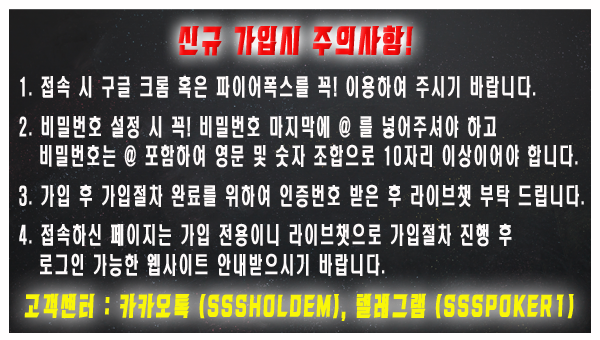 신규 가입시 주의사항!
1. 접속 시 구글 크롬 혹은 파이어폭스를 꼭! 이용하여 주시기 바랍니다.
2. 비밀번호 설정 시 꼭! 비밀번호 마지막에 @ 를 넣어주셔야 하고
비밀번호는 @ 포함하여 영문 및 숫자 조합으로 10자리 이상이어야 합니다.
3. 가입 후 가입절차 완료를 위하여 인증번호 받은 후 라이브챗 부탁 드립니다.
4. 접속하신 페이지는 가입 전용이니 라이브챗으로 가입절차 진행 후
로그인 가능한 웹사이트 안내받으시기 바랍니다.
고객센터 : 카카오톡 (SSSHOLDEM), 텔레그램 (SSSPOKER1)